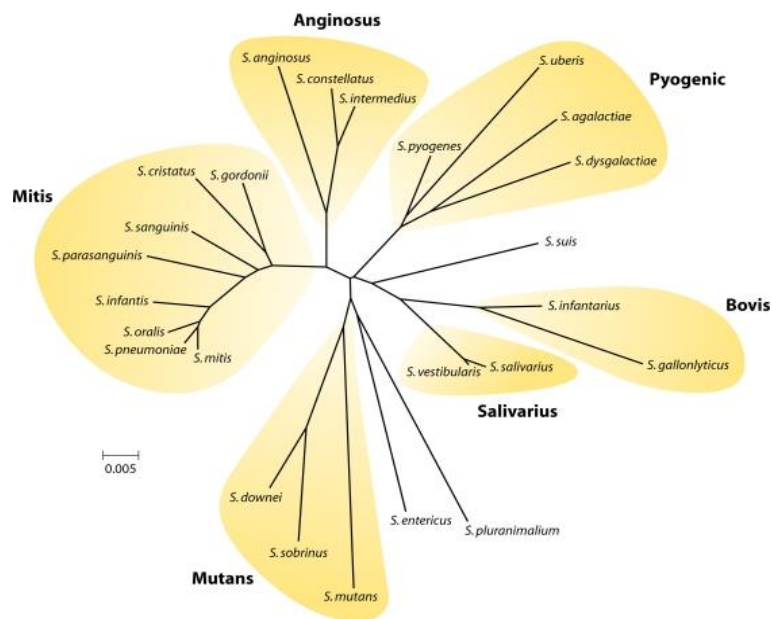 Anginosus
S. anginosus
S. constellatus
S. intermedius
S. uberis
Pyogenic
S. agalactiae
S. pyogenes
S. dysgalactiae
Mitis
S. cristatus
S. gordonii
S. sanguinis
S. parasanguinis
S. infantis
S. oralis
S. pneumoniae
S. mitis
S. suis
S. infantarius
Bovis
S. gallonlyticus
S. vestibularis
S. salivarius
Salivarius
0.005
S. downei
S. sobrinus
S. mutans
Mutans
S. entericus
S. pluranimalium